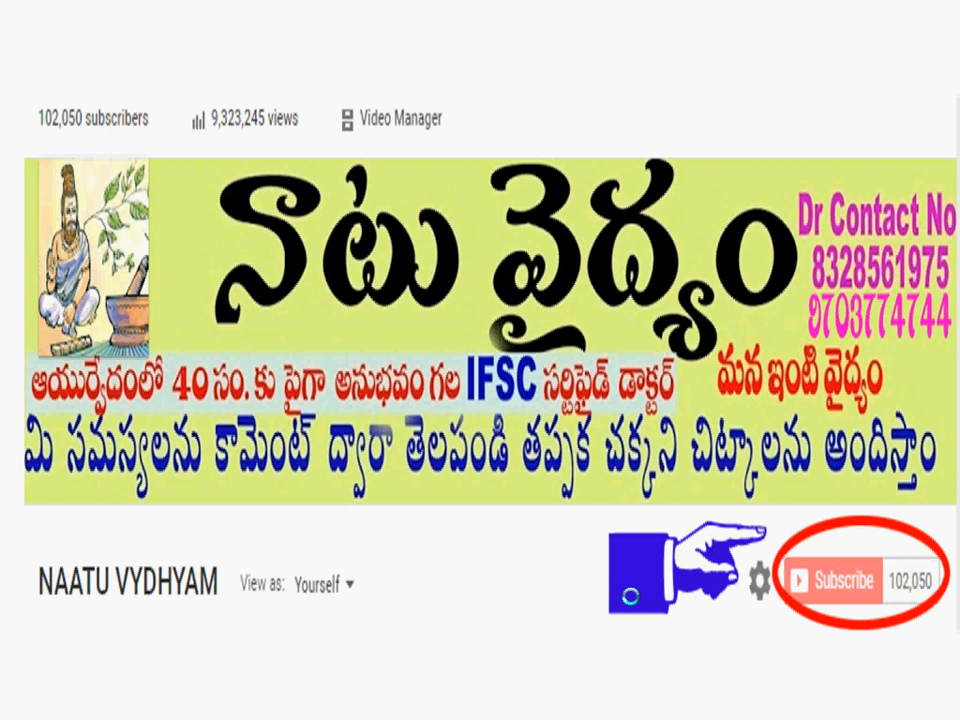 102,050 subscribers 9,323,245 views Video Manager
నాటు వైద్యం
Dr Contact No
8328561975
9703774744
ఆయుర్వేదంలో 40 సం. కు పైగా అనుభవం గల IFSC సర్టిఫైడ్ డాక్టర్
మన ఇంటి వైద్యం
మి సమస్యలను కామెంట్ ద్వారా తెలపండి తప్పక చక్కని చిట్కాలను అందిస్తాం
NAATU VYDHYAM View as: Yourself Subscribe 102,050